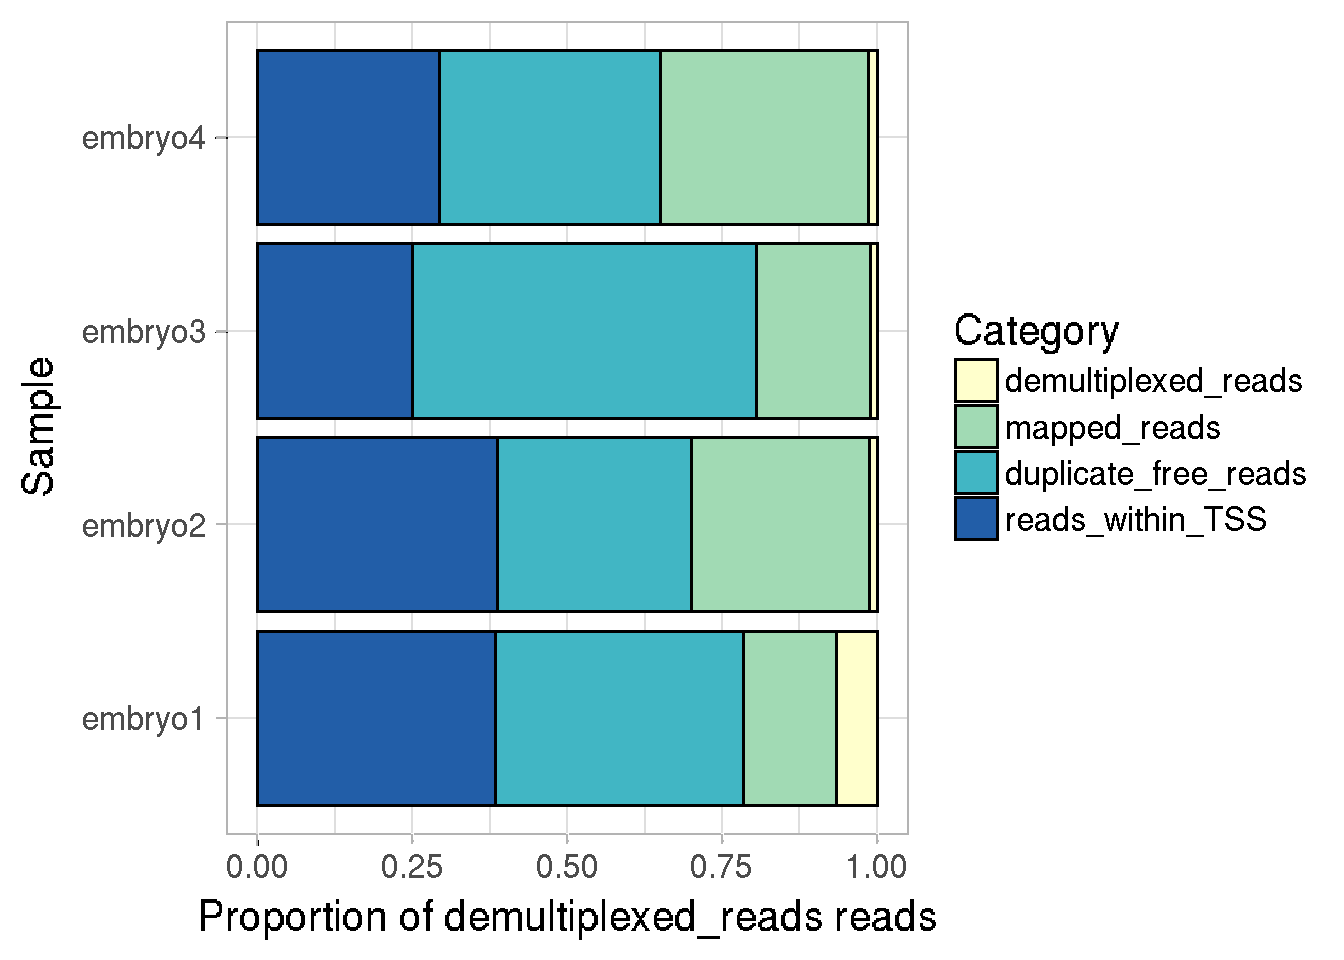 Sample
embryo4
embryo3
embryo2
embryo1
0.00
0.25
0.50
0.75
1.00
Proportion of demultiplexed_reads reads
Category
demultiplexed_reads
mapped_reads
duplicate_free_reads
reads_within_TSS